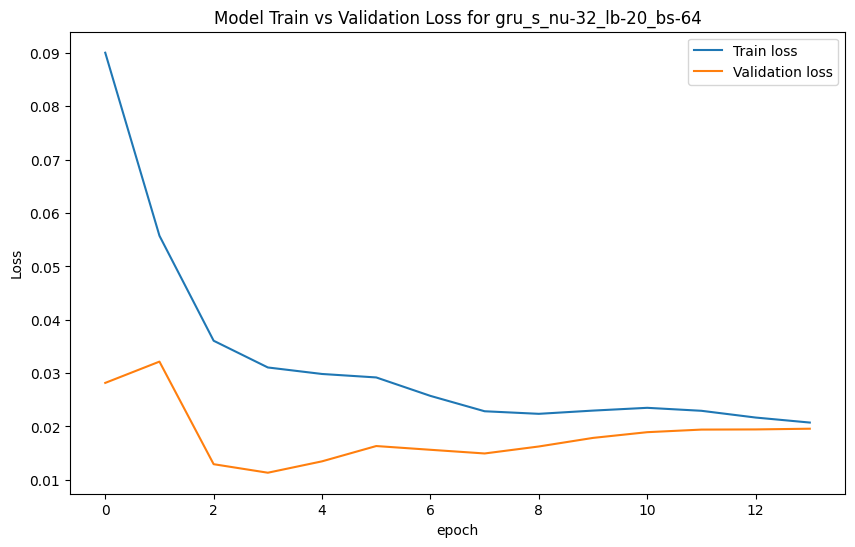 Model Train vs Validation Loss for gru_s_nu-32_lb-20_bs-64
Train loss
Validation loss
0.09
0.08
0.07
0.06
0.05
0.04
0.03
0.02
0.01
Loss
0 2 4 6 8 10 12
epoch